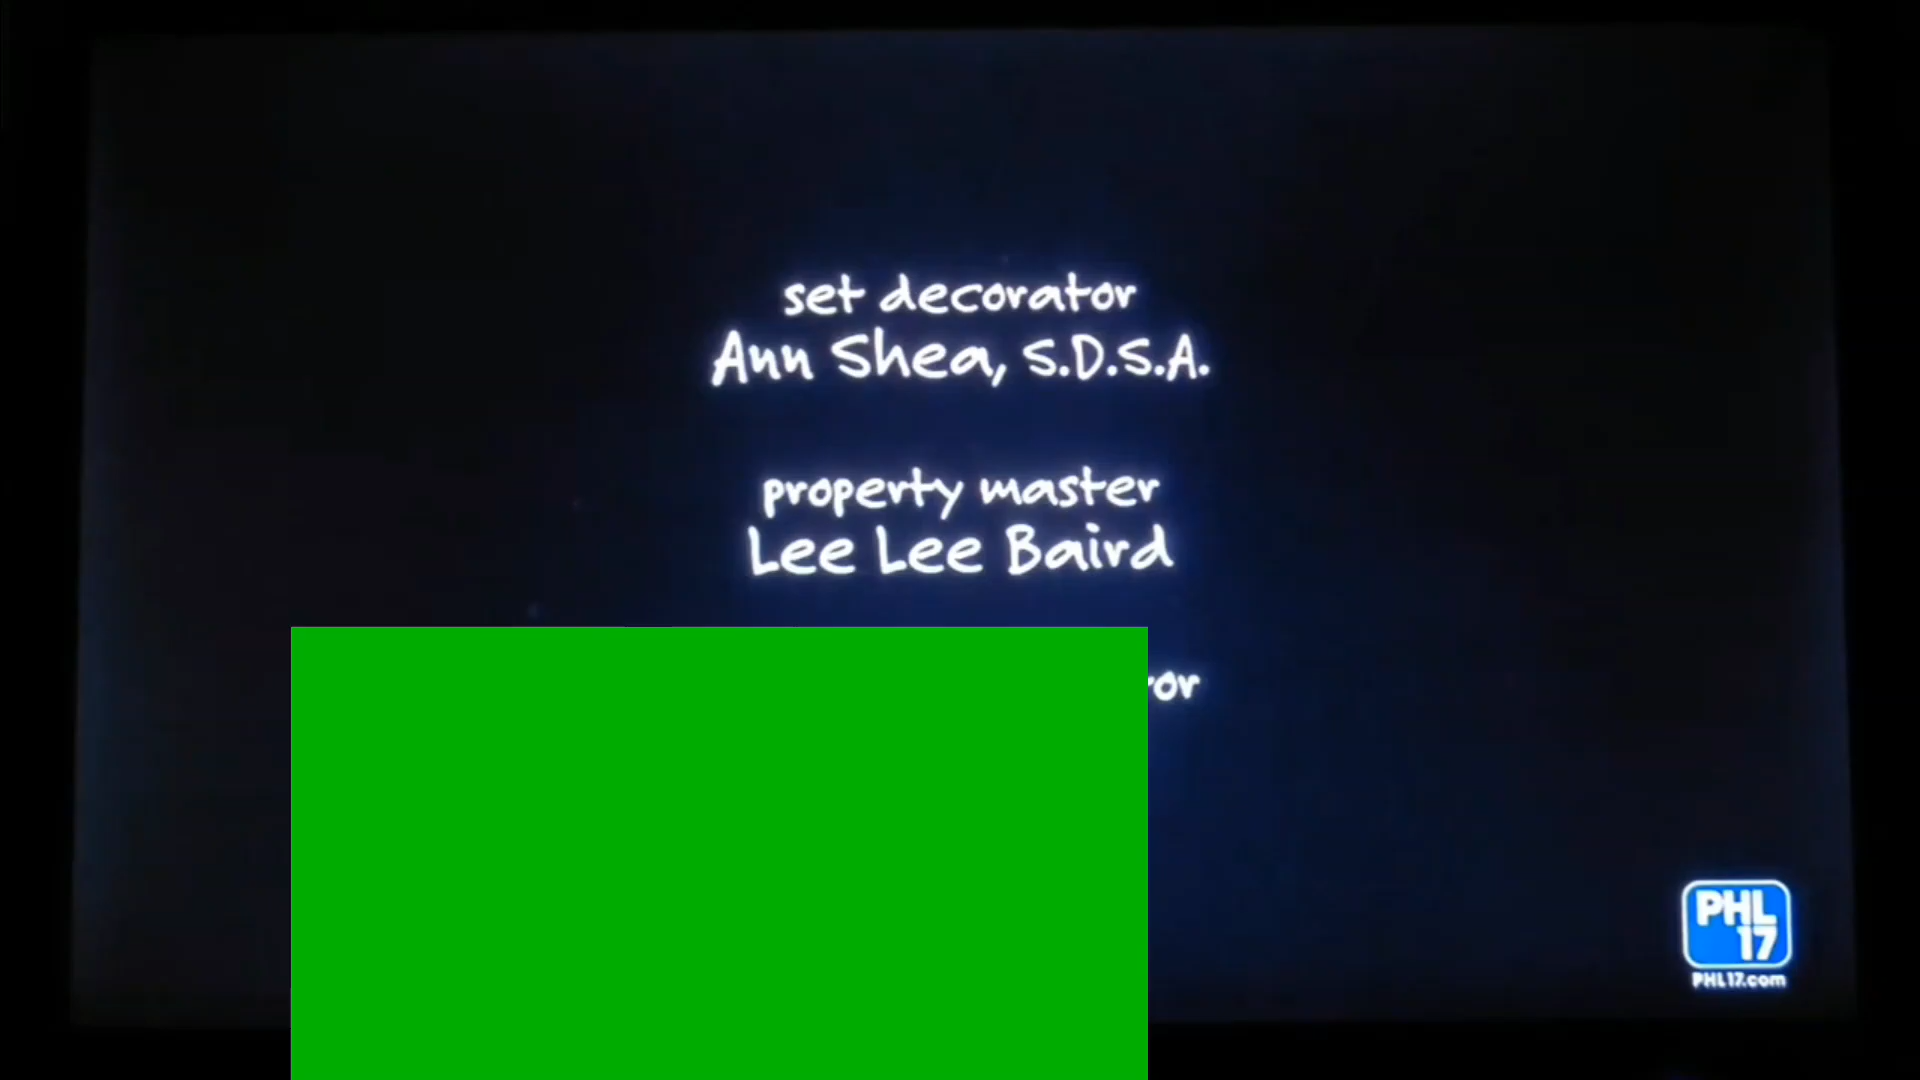 set decorator
Ann Shea, S.D.S.A.
property master
Lee Lee Baird
PHL
17
PHL17.com